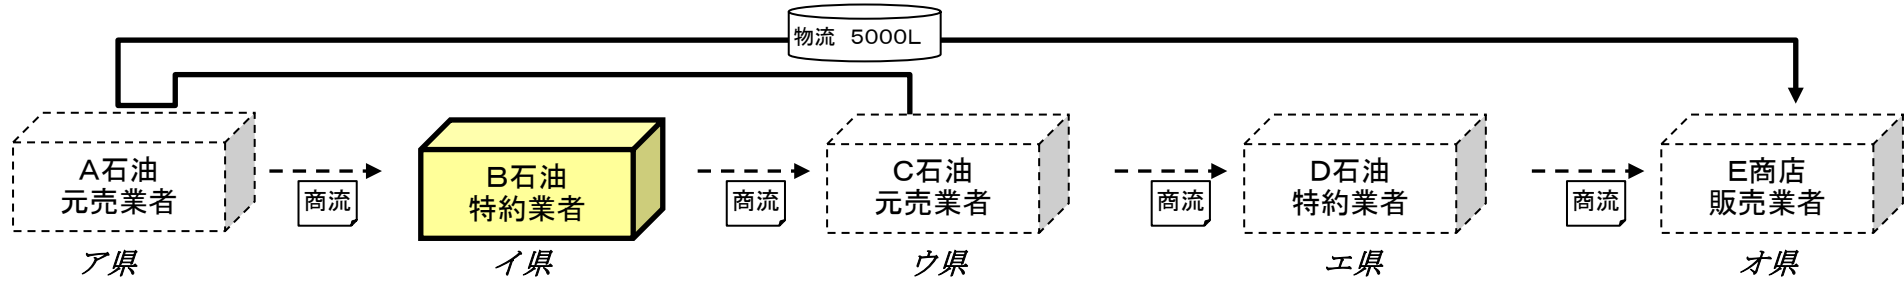 物流　5000L
A石油
元売業者
商流
B石油
特約業者
商流
C石油
元売業者
商流
D石油
特約業者
商流
E商店
販売業者
ア県
イ県
ウ県
エ県
オ県